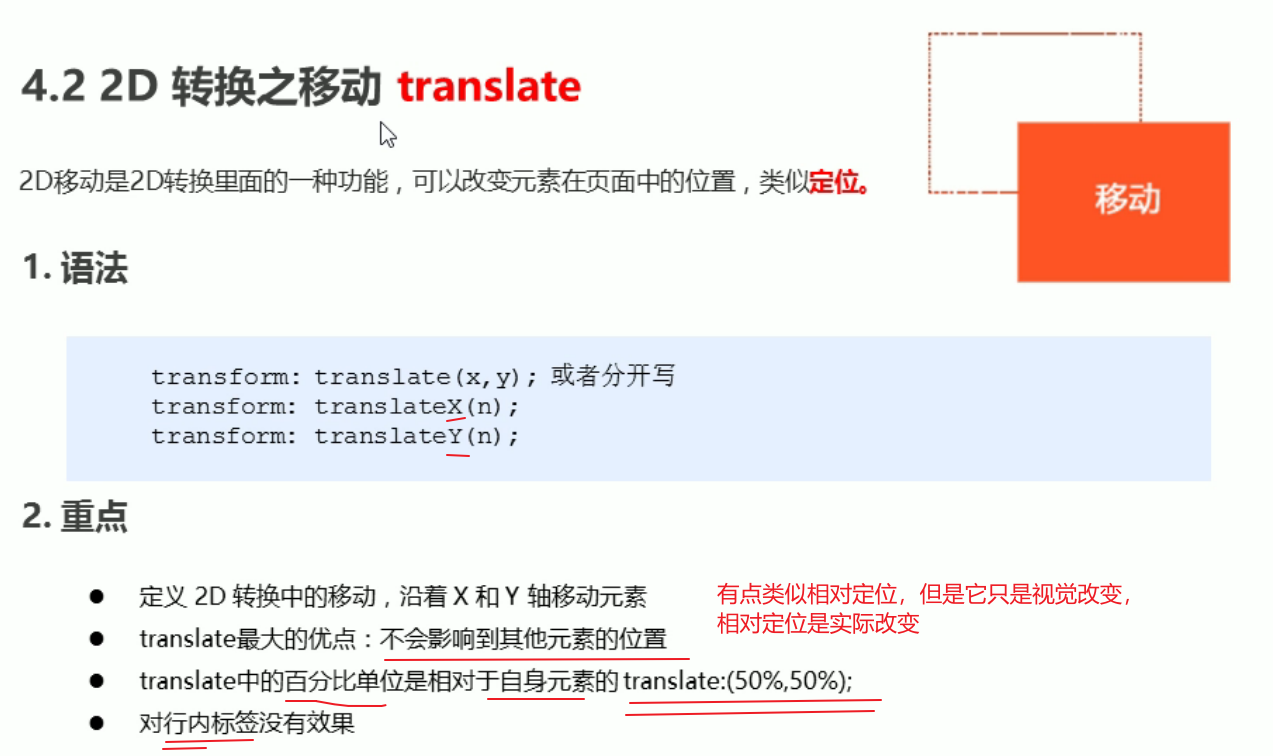 4.2 2D 转换之移动 translate
2D移动是2D转换里面的一种功能，可以改变元素在页面中的位置，类似定位。
移动
1. 语法
transform: translate(x,y); 或者分开写
transform: translateX(n);
transform: translateY(n);
2. 重点
● 定义 2D 转换中的移动，沿着 X 和 Y 轴移动元素
● translate最大的优点：不会影响到其他元素的位置
● translate中的百分比单位是相对于自身元素的 translate:(50%,50%);
● 对行内标签没有效果
有点类似相对定位，但是它只是视觉改变，
相对定位是实际改变